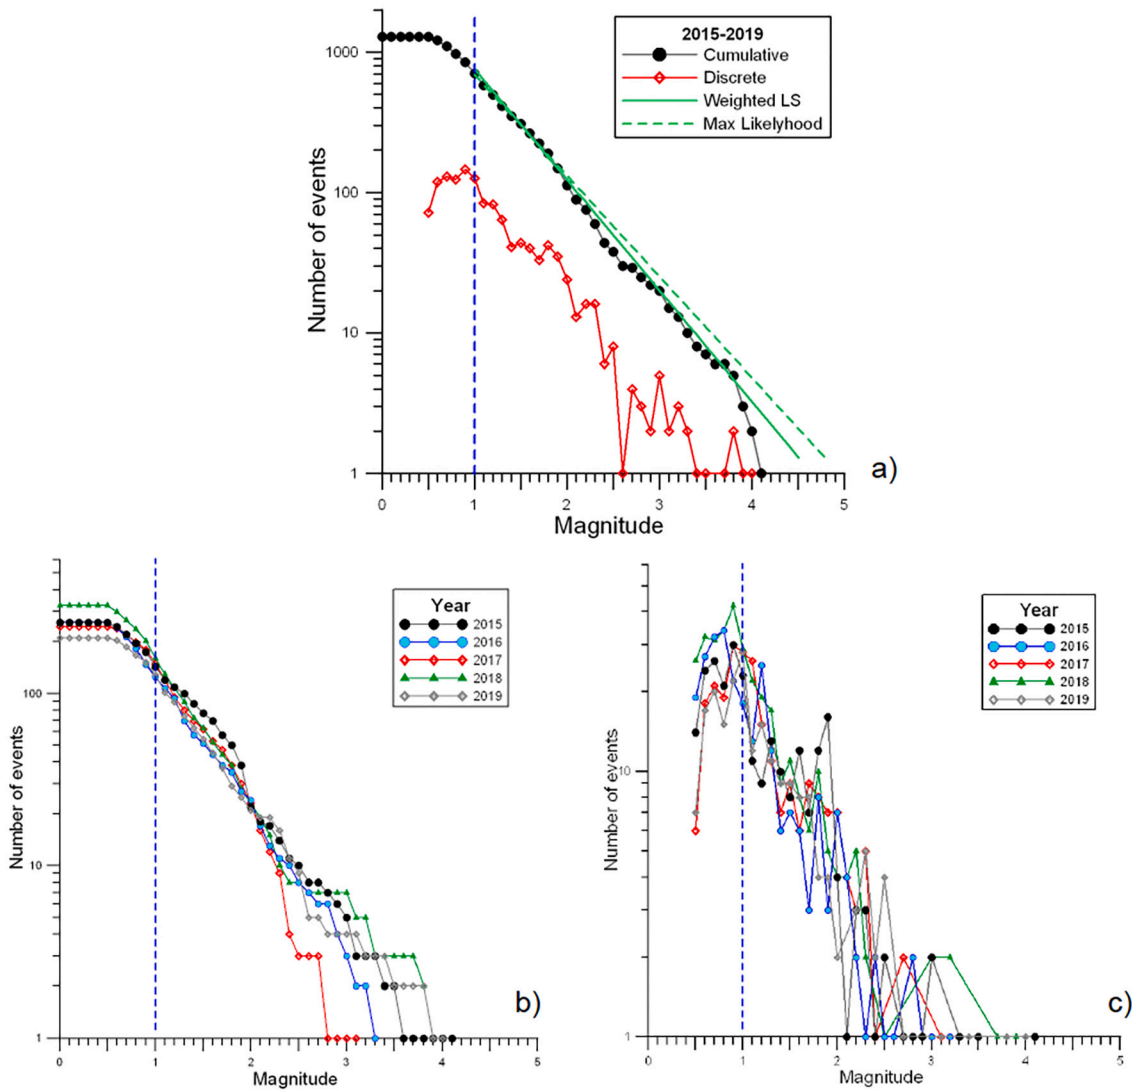 2015-2019
Cumulative
Discrete
Weighted LS
Max Likelyhood
Number of events
1000
100
10
1
0 1 2 3 4 5
Magnitude
a)
Year
2015
2016
2017
2018
2019
Number of events
100
10
1
0 1 2 3 4 5
Magnitude
b)
Year
2015
2016
2017
2018
2019
Number of events
10
1
0 1 2 3 4 5
Magnitude
c)